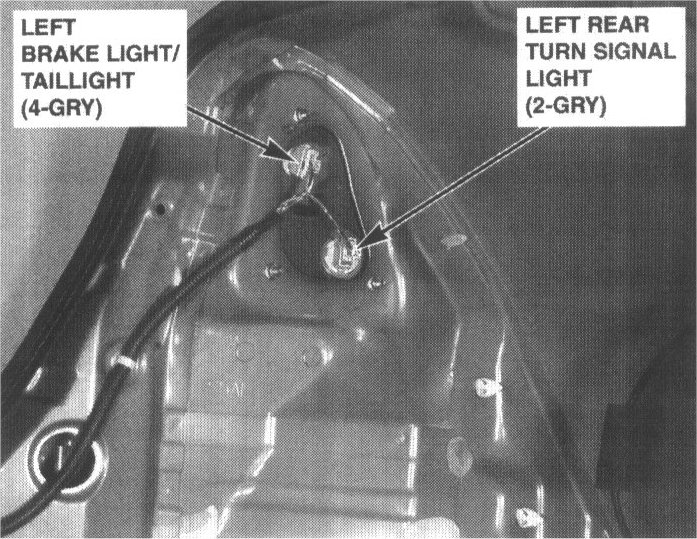 LEFT
BRAKE LIGHT/
TAILLIGHT
(4-GRY)
LEFT REAR
TURN SIGNAL
LIGHT
(2-GRY)